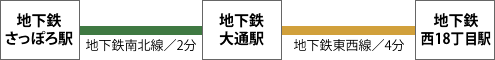 地下鉄
さっぽろ駅
地下鉄南北線／2分
地下鉄
大通駅
地下鉄東西線／4分
地下鉄
西18丁目駅